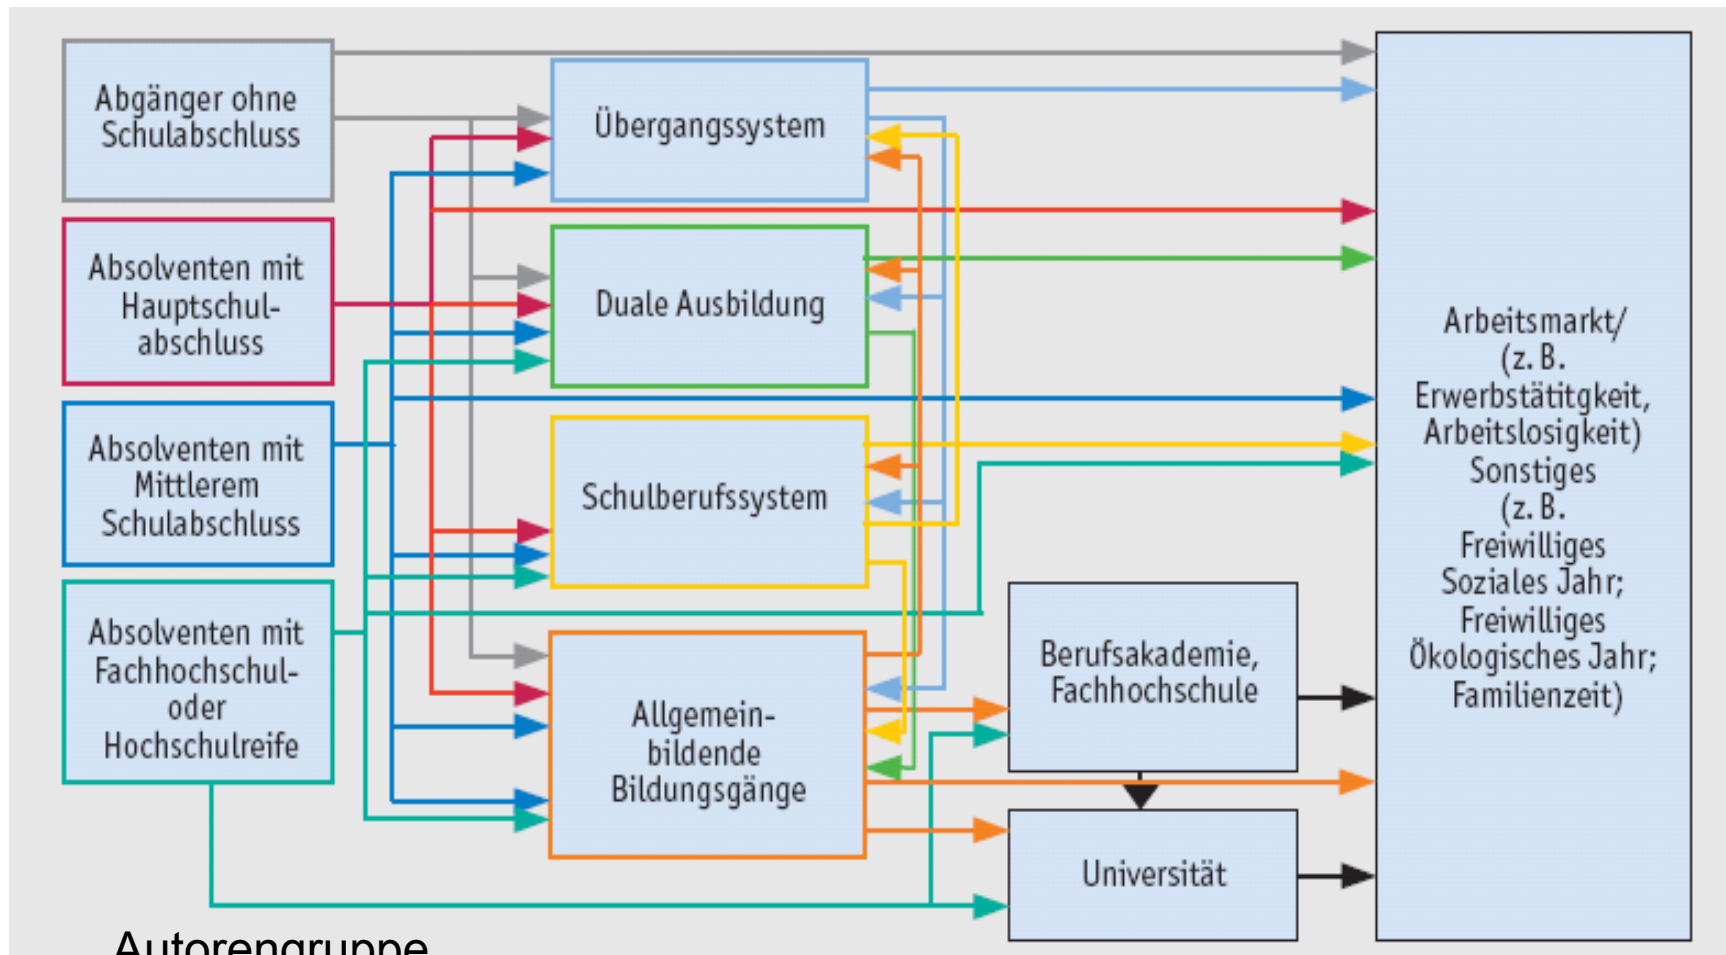 Abgänger ohne
Schulabschluss
Absolventen mit
Hauptschul-
abschluss
Absolventen mit
Mittlerem
Schulabschluss
Absolventen mit
Fachhochschul-
oder
Hochschulreife
Übergangssystem
Duale Ausbildung
Schulberufssystem
Allgemein-
bildende
Bildungsgänge
Berufsakademie,
Fachhochschule
Universität
Arbeitsmarkt/
(z. B.
Erwerbstätitgkeit,
Arbeitslosigkeit)
Sonstiges
(z. B.
Freiwilliges
Soziales Jahr;
Freiwilliges
Ökologisches Jahr;
Familienzeit)
Autorengruppe